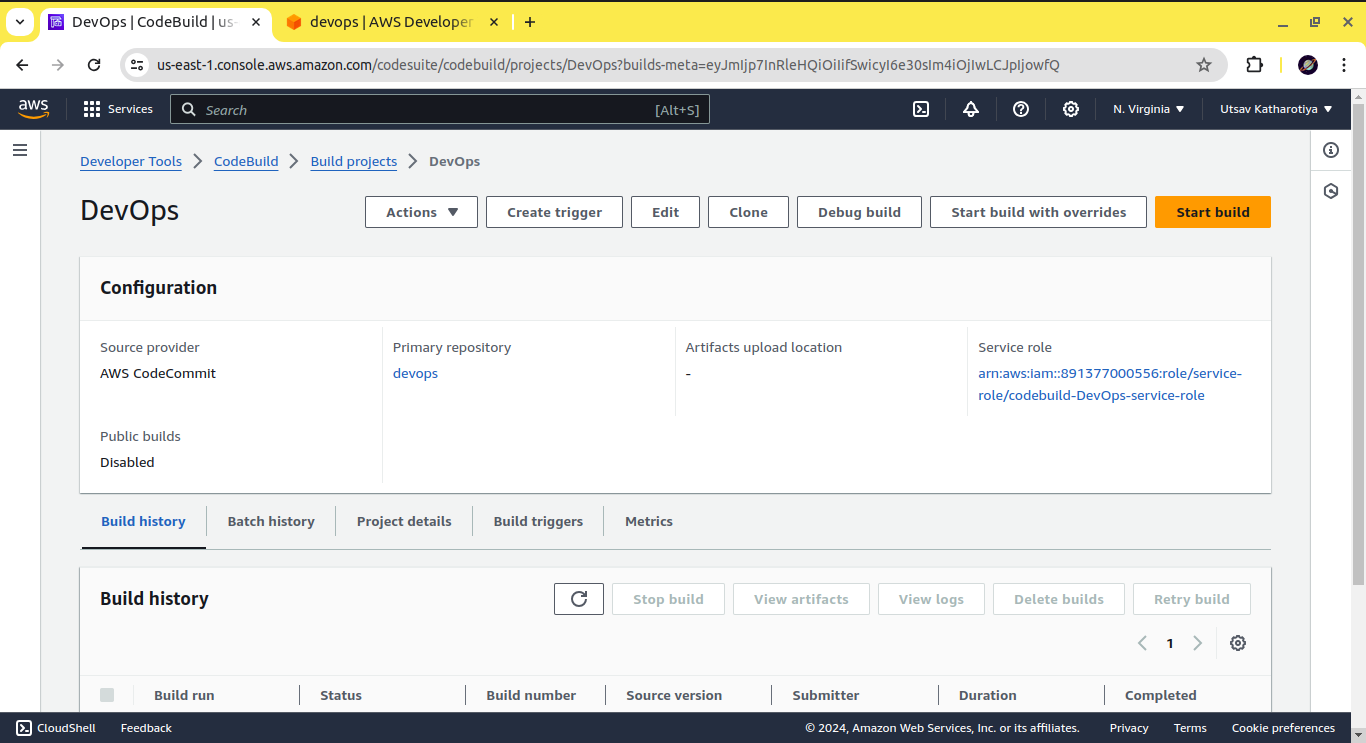 DevOps | CodeBuild | us-
devops | AWS Developer
us-east-1.console.aws.amazon.com/codesuite/codebuild/projects/DevOps?builds-meta=eyJmIjp7InRleHQiOiIifSwicyI6e30sIm4iOjIwLCJpIjowfQ
aws
Services
Search
[Alt+S]
N. Virginia
Utsav Katharotiya
Developer Tools
CodeBuild
Build projects
DevOps
DevOps
Actions
Create trigger
Edit
Clone
Debug build
Start build with overrides
Start build
Configuration
Source provider
AWS CodeCommit
Primary repository
devops
Artifacts upload location
-
Service role
arn:aws:iam::891377000556:role/service-
role/codebuild-DevOps-service-role
Public builds
Disabled
Build history
Batch history
Project details
Build triggers
Metrics
Build history
Stop build
View artifacts
View logs
Delete builds
Retry build
1
Build run
Status
Build number
Source version
Submitter
Duration
Completed
CloudShell
Feedback
© 2024, Amazon Web Services, Inc. or its affiliates.
Privacy
Terms
Cookie preferences